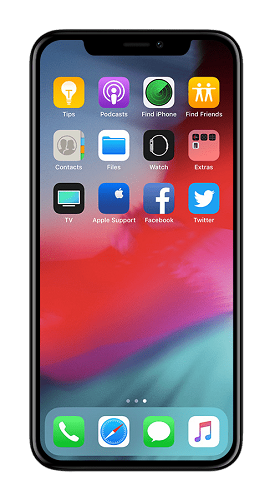 Tips Podcasts Find iPhone Find Friends
Contacts Files Watch Extras
TV Apple Support Facebook Twitter